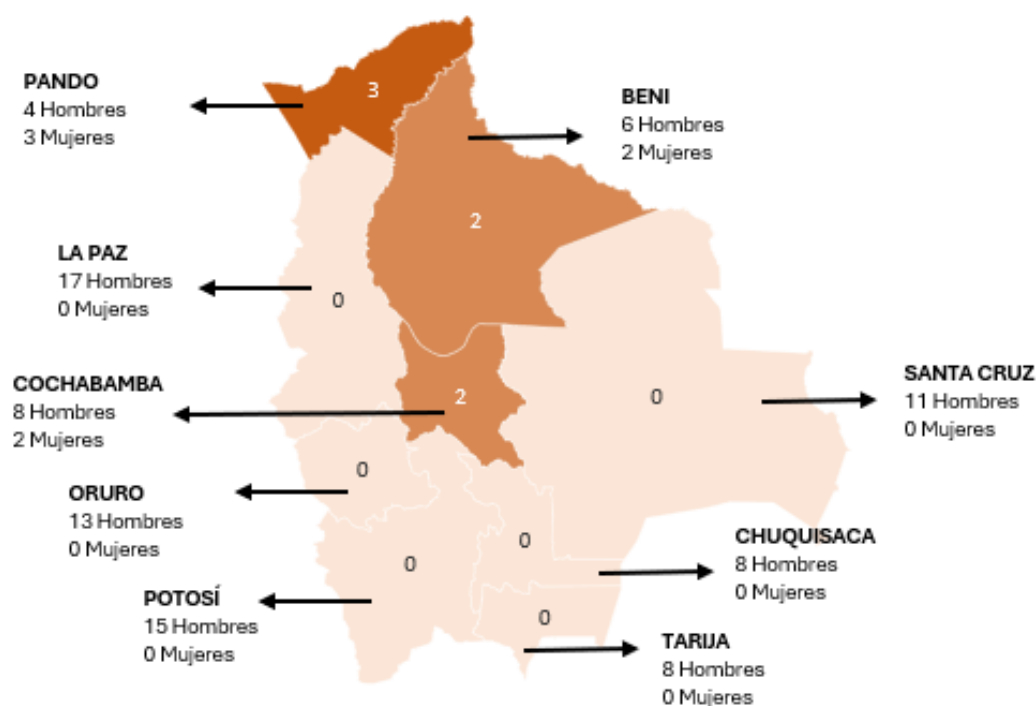 PANDO
4 Hombres
3 Mujeres
3
BENI
6 Hombres
2 Mujeres
2
LA PAZ
17 Hombres
0 Mujeres
0
COCHABAMBA
8 Hombres
2 Mujeres
2
SANTA CRUZ
11 Hombres
0 Mujeres
0
ORURO
13 Hombres
0 Mujeres
0
CHUQUISACA
8 Hombres
0 Mujeres
0
POTOSÍ
15 Hombres
0 Mujeres
0
TARIJA
8 Hombres
0 Mujeres
0